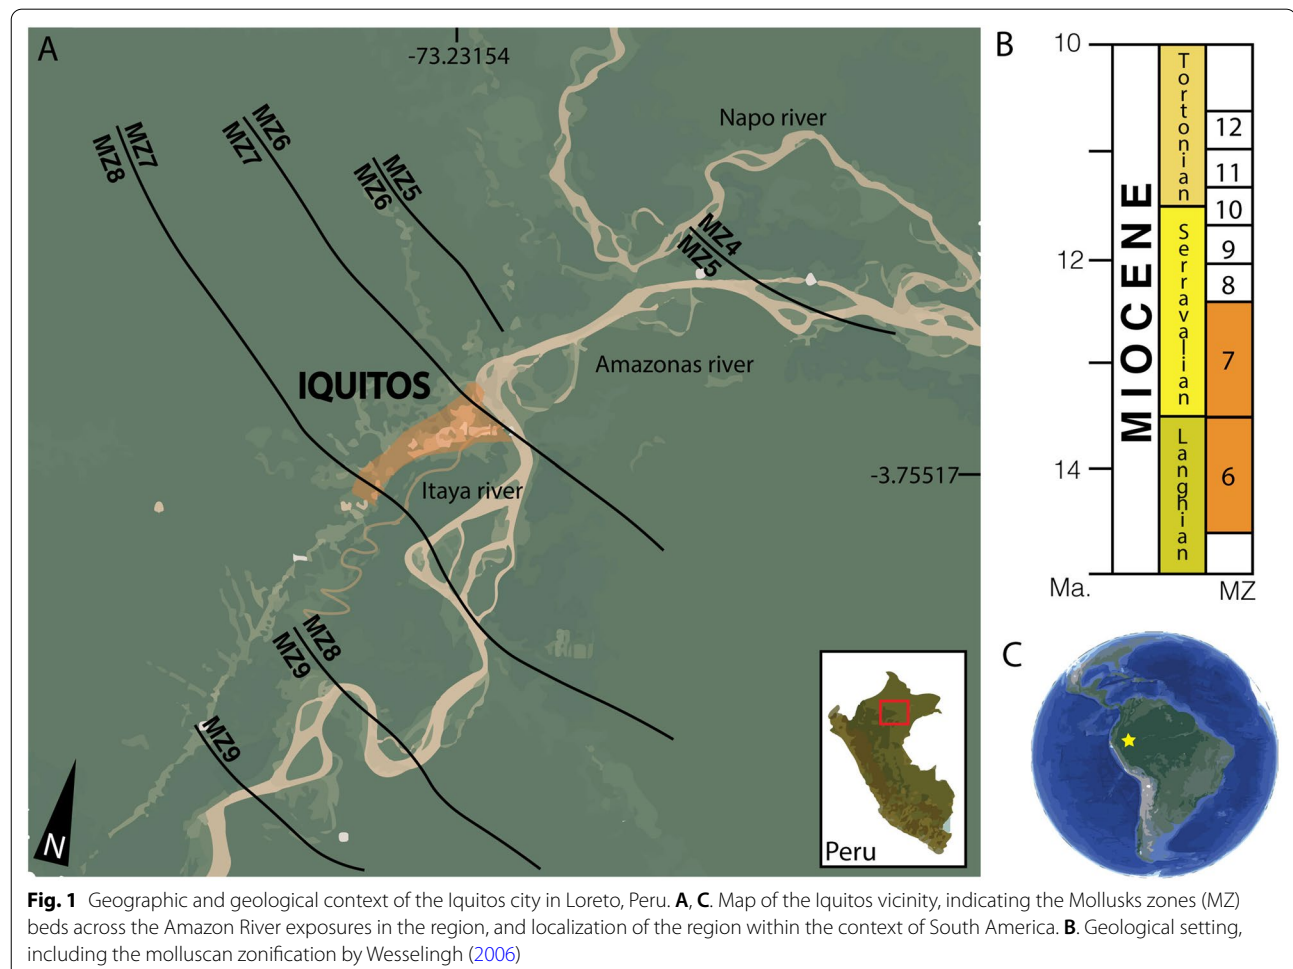 A
-73.23154
Napo river
MZ7
MZ8
MZ6
MZ7
MZ5
MZ6
MZ4
MZ5
Amazonas river
IQUITOS
-3.75517
Itaya river
MZ8
MZ9
MZ9
N
Peru
B
10
12
14
Ma.
MIOCENE
Tortonian
Serravalian
Langhian
12
11
10
9
8
7
6
MZ
C
Fig. 1 Geographic and geological context of the Iquitos city in Loreto, Peru. A, C. Map of the Iquitos vicinity, indicating the Mollusks zones (MZ)
beds across the Amazon River exposures in the region, and localization of the region within the context of South America. B. Geological setting,
including the molluscan zonification by Wesselingh (2006)